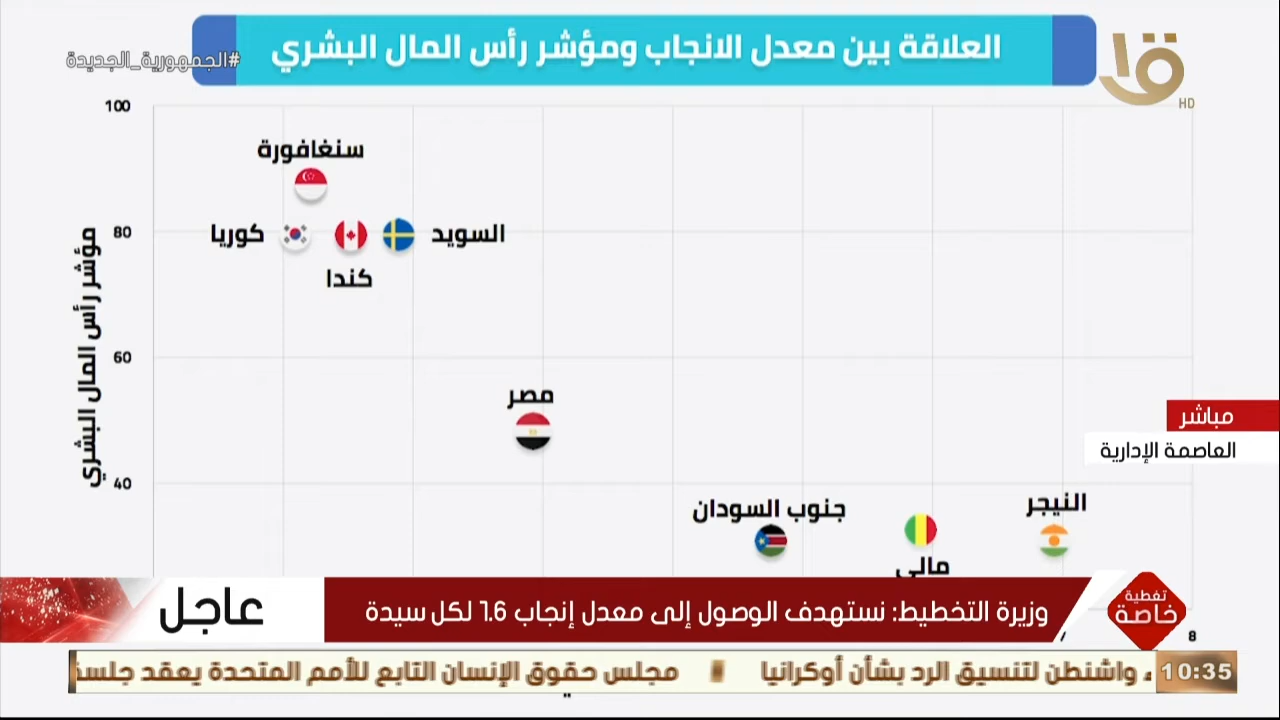 العلاقة بين معدل الانجاب ومؤشر رأس المال البشري
#الجمهورية_الجديدة
HD
100
سنغافورة
80
كوريا
السويد
كندا
مؤشر رأس المال البشري
60
مصر
مباشر
العاصمة الإدارية
40
جنوب السودان
النيجر
مالي
تغطية
خاصة
وزيرة التخطيط: نستهدف الوصول إلى معدل إنجاب 1.6 لكل سيدة
عاجل
8
10:35
واشنطن لتنسيق الرد بشأن أوكرانيا
مجلس حقوق الإنسان التابع للأمم المتحدة يعقد